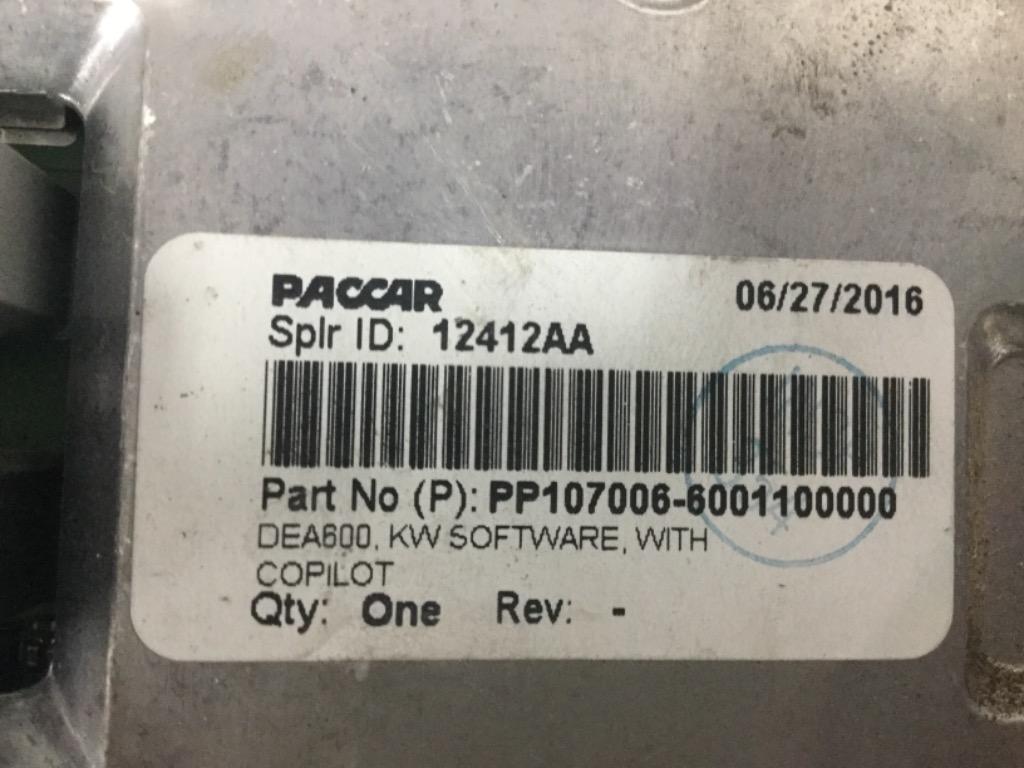 PACCAR 06/27/2016
Splr ID: 12412AA
Part No (P): PP107006-6001100000
DEA600, KW SOFTWARE, WITH
COPILOT
Qty: One Rev: -